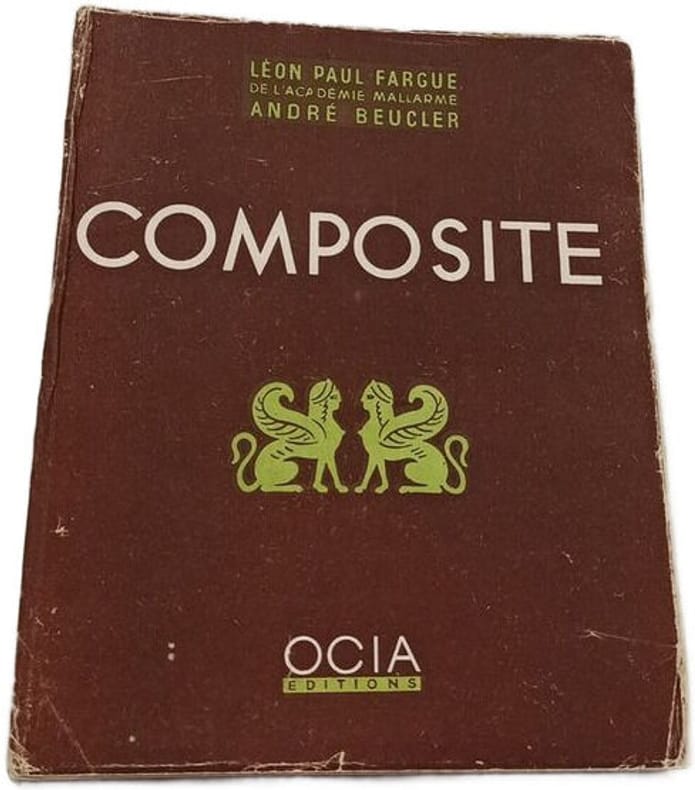 LÉON PAUL FARGUE
DE L'ACADÉMIE MALLARMÉ
ANDRÉ BEUCLER
COMPOSITE
OCIA
EDITIONS